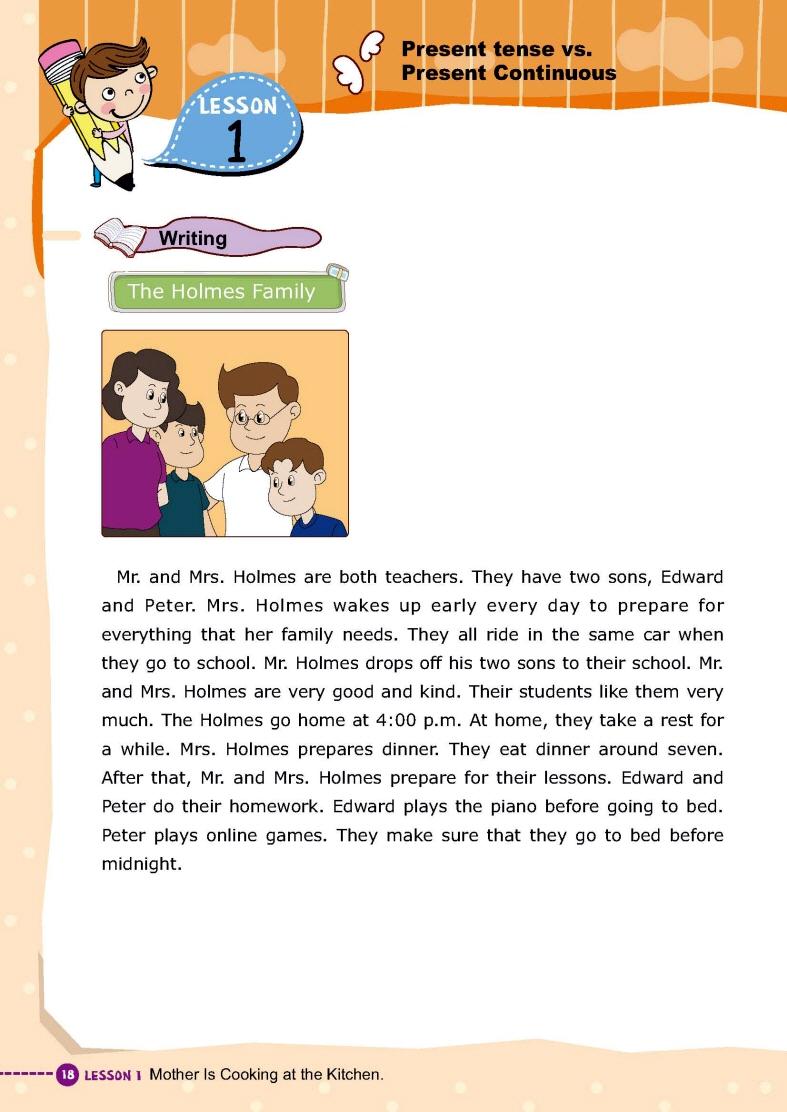 Present tense vs.
Present Continuous
LESSON
1
Writing
The Holmes Family
Mr. and Mrs. Holmes are both teachers. They have two sons, Edward
and Peter. Mrs. Holmes wakes up early every day to prepare for
everything that her family needs. They all ride in the same car when
they go to school. Mr. Holmes drops off his two sons to their school. Mr.
and Mrs. Holmes are very good and kind. Their students like them very
much. The Holmes go home at 4:00 p.m. At home, they take a rest for
a while. Mrs. Holmes prepares dinner. They eat dinner around seven.
After that, Mr. and Mrs. Holmes prepare for their lessons. Edward and
Peter do their homework. Edward plays the piano before going to bed.
Peter plays online games. They make sure that they go to bed before
midnight.
18 LESSON 1 Mother Is Cooking at the Kitchen.